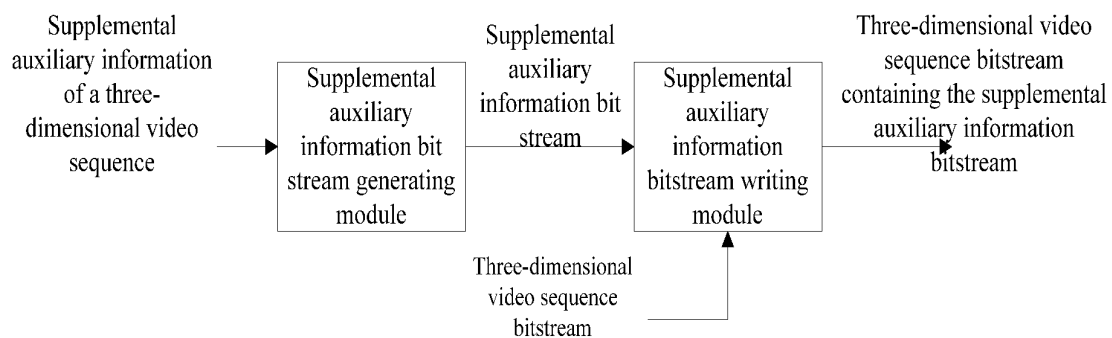 Supplemental
auxiliary information
of a three-
dimensional video
sequence
Supplemental
auxiliary
information bit
stream generating
module
Supplemental
auxiliary
information bit
stream
Supplemental
auxiliary
information
bitstream writing
module
Three-dimensional
video sequence
bitstream
Three-dimensional video
sequence bitstream
containing the supplemental
auxiliary information
bitstream